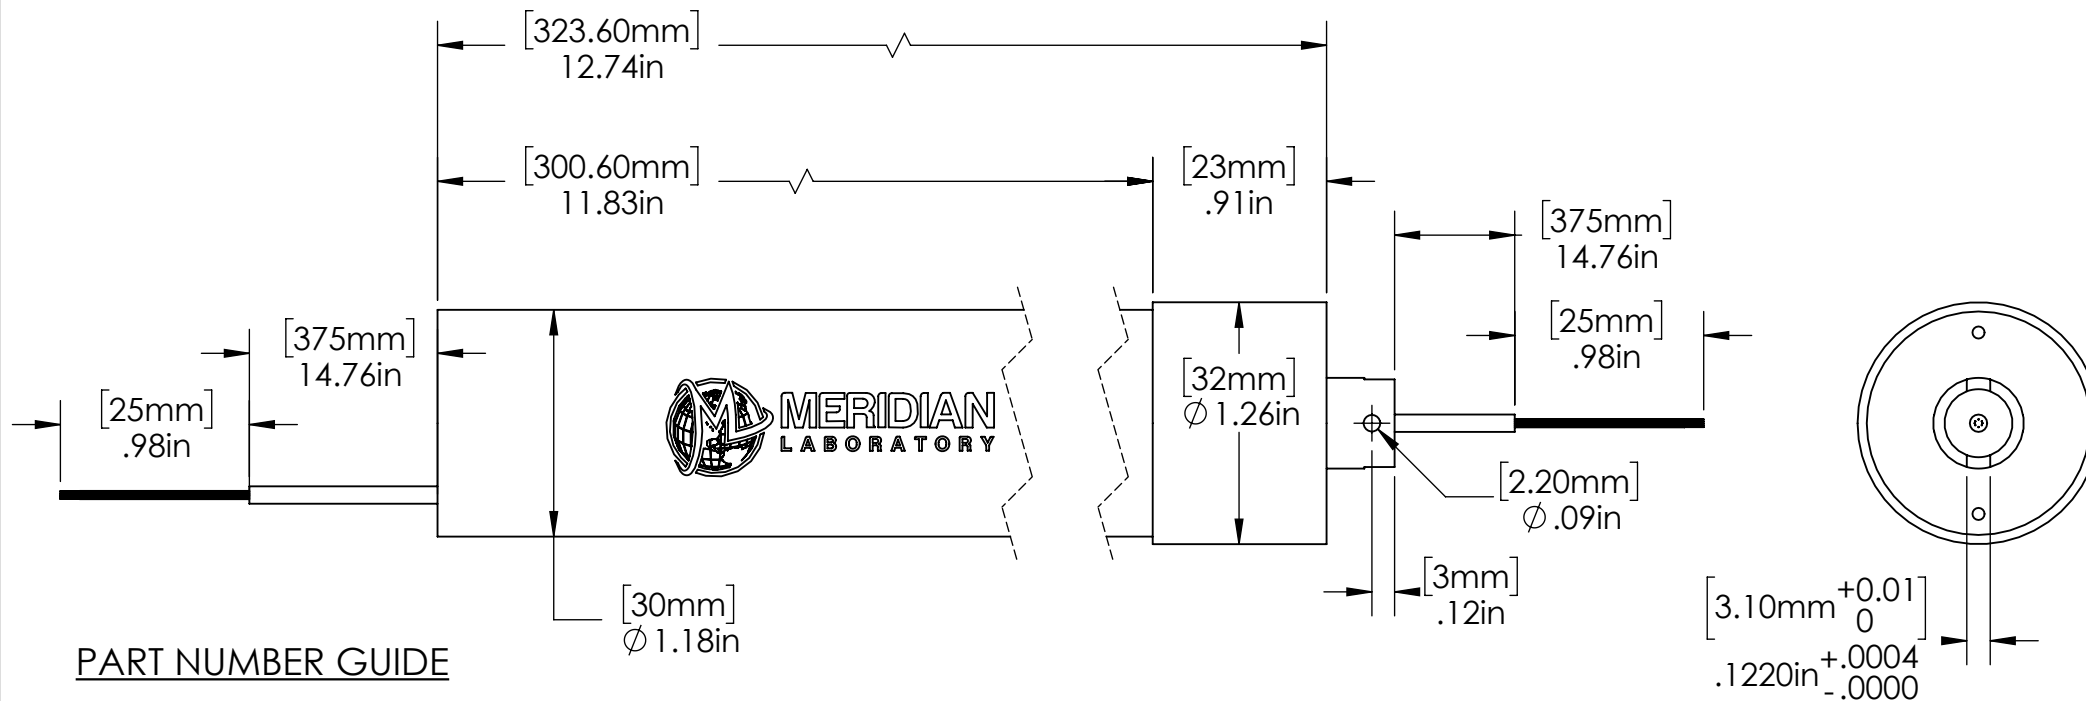 [323.60mm]
12.74in
[300.60mm]
11.83in
[23mm]
.91in
[375mm]
14.76in
[25mm]
.98in
[375mm]
14.76in
[25mm]
.98in
MERIDIAN
LABORATORY
[32mm]
∅1.26in
[2.20mm]
∅.09in
[3mm]
.12in
[30mm]
∅1.18in
[3.10mm +0.01 0]
.1220in +.0004 -.0000
PART NUMBER GUIDE